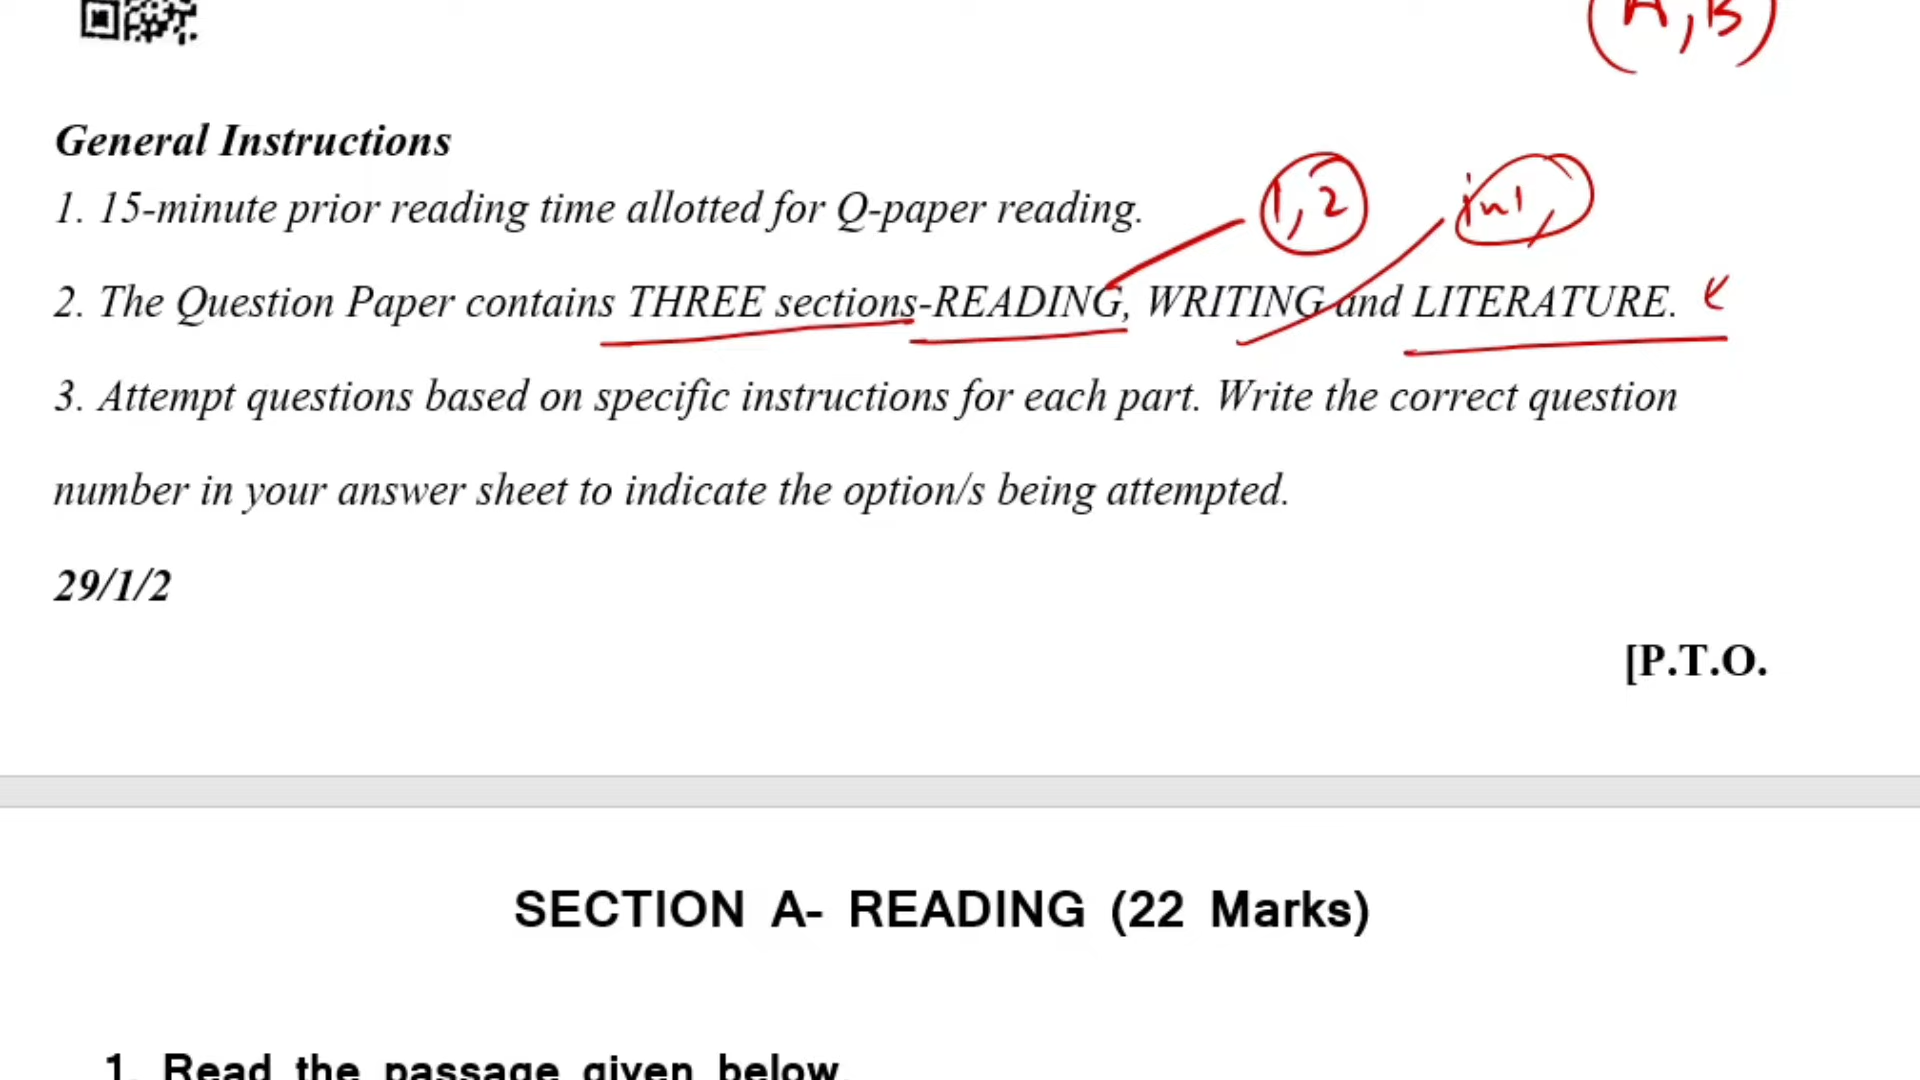 (A, B)
General Instructions
1. 15-minute prior reading time allotted for Q-paper reading.
1, 2
2. The Question Paper contains THREE sections-READING, WRITING and LITERATURE.
3. Attempt questions based on specific instructions for each part. Write the correct question
number in your answer sheet to indicate the option/s being attempted.
29/1/2
[P.T.O.
SECTION A- READING (22 Marks)
1. Read the passage given below.